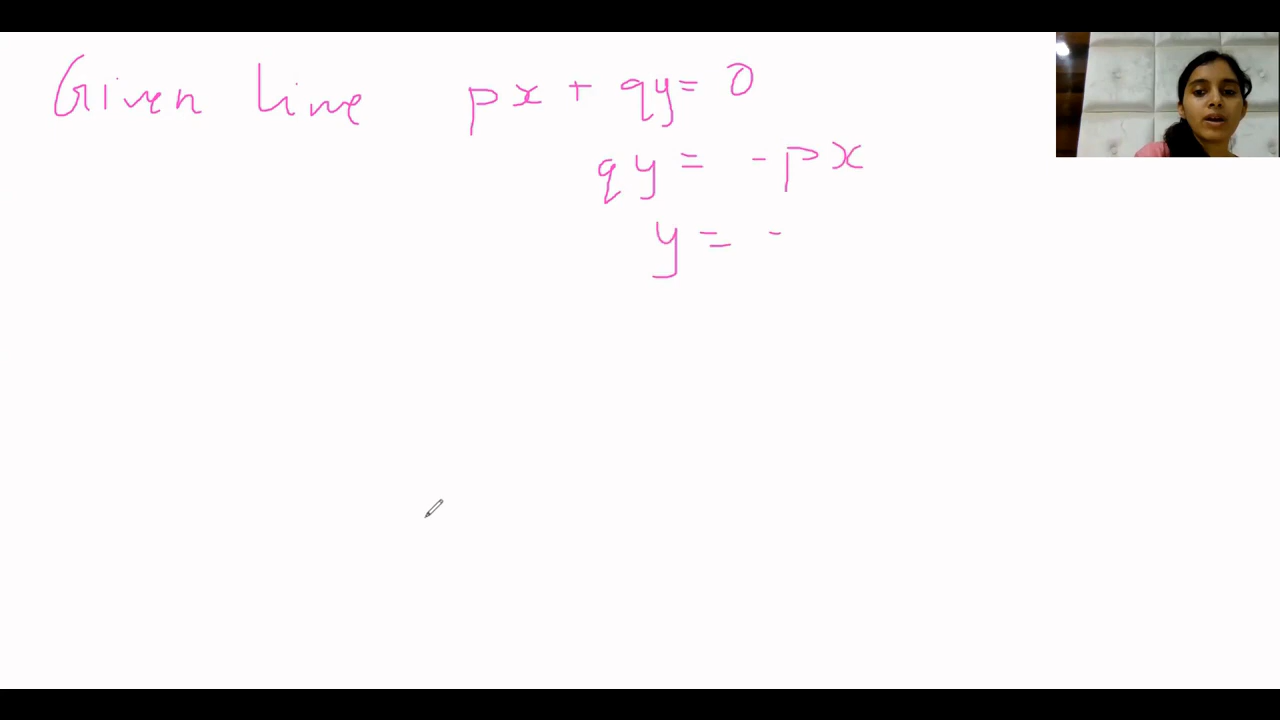 Given line px + qy = 0
qy = -px
y = -